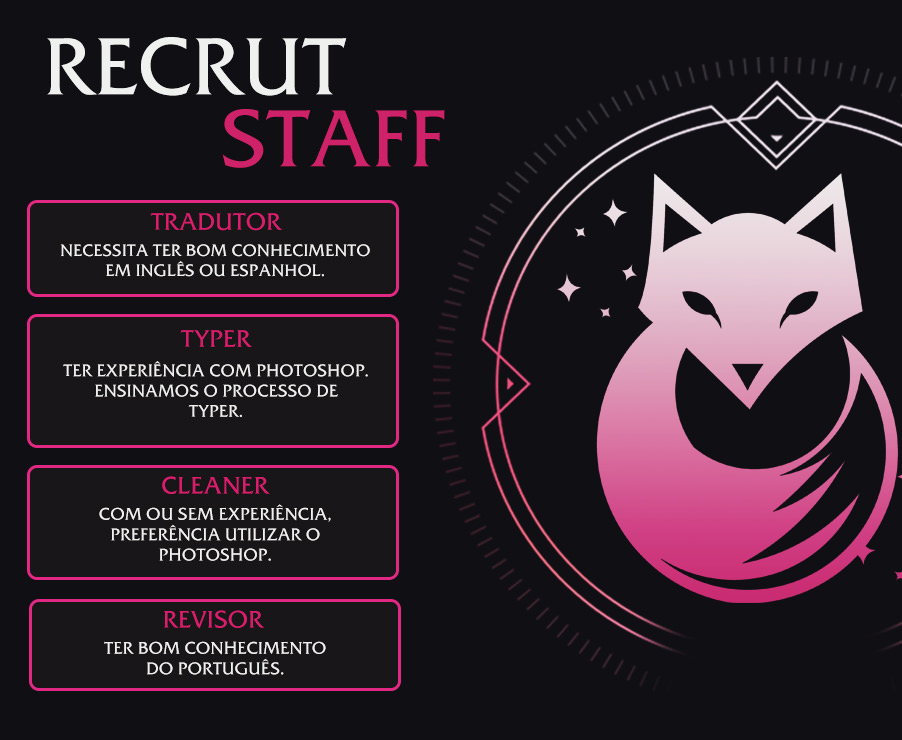 RECRUT
STAFF
TRADUTOR
NECESSITA TER BOM CONHECIMENTO
EM INGLÊS OU ESPANHOL.
TYPER
TER EXPERIÊNCIA COM PHOTOSHOP.
ENSINAMOS O PROCESSO DE
TYPER.
CLEANER
COM OU SEM EXPERIÊNCIA,
PREFERÊNCIA UTILIZAR O
PHOTOSHOP.
REVISOR
TER BOM CONHECIMENTO
DO PORTUGUÊS.